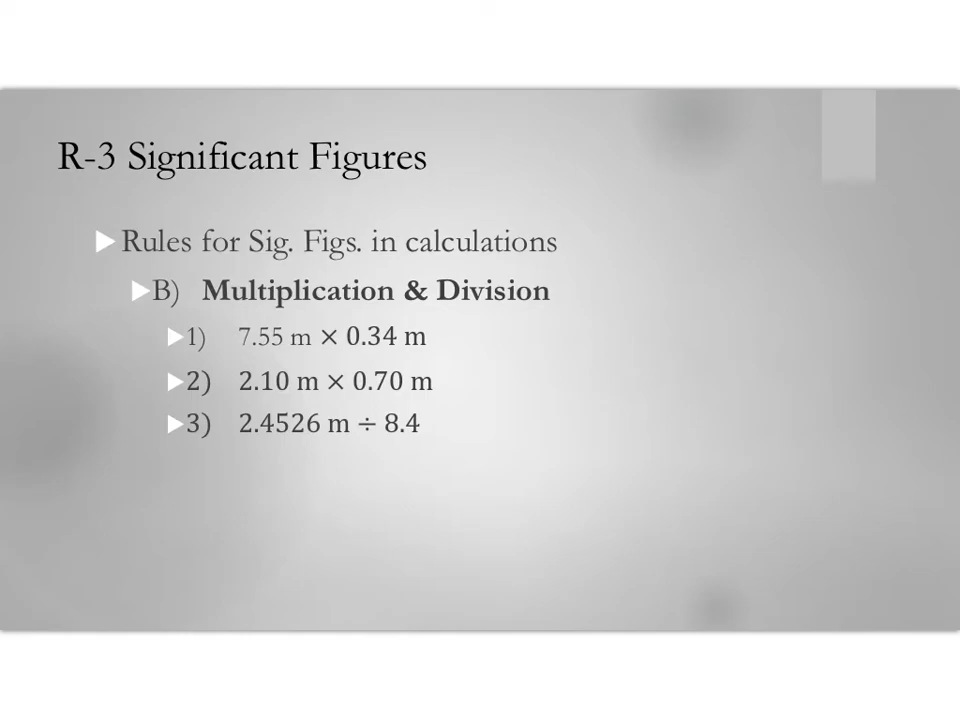 R-3 Significant Figures
Rules for Sig. Figs. in calculations
B) Multiplication & Division
1) 7.55 m × 0.34 m
2) 2.10 m × 0.70 m
3) 2.4526 m ÷ 8.4